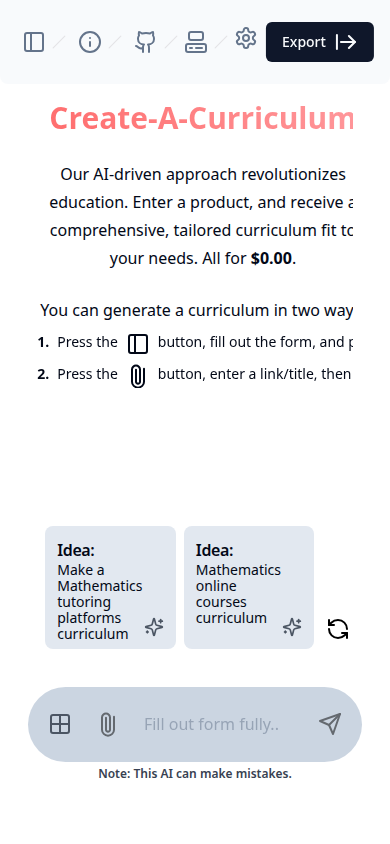 Export
Create-A-Curriculum
Our AI-driven approach revolutionizes
education. Enter a product, and receive a
comprehensive, tailored curriculum fit to
your needs. All for $0.00.
You can generate a curriculum in two way
1. Press the button, fill out the form, and
2. Press the button, enter a link/title, then
Idea:
Make a
Mathematics
tutoring
platforms
curriculum
Idea:
Mathematics
online
courses
curriculum
Fill out form fully..
Note: This AI can make mistakes.